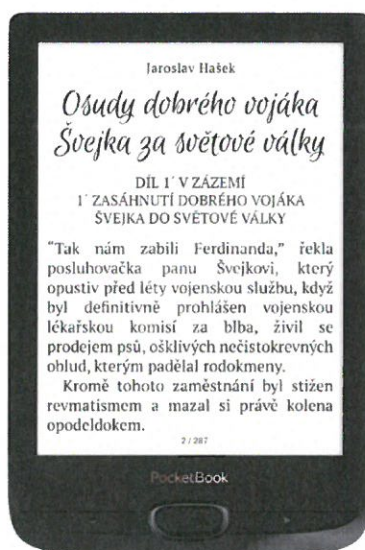 Jaroslav Hašek
Osudy dobrého vojáka
Švejka za světové války
DÍL 1´ V ZÁZEMÍ
1´ ZASÁHNUTÍ DOBRÉHO VOJÁKA
ŠVEJKA DO SVĚTOVÉ VÁLKY
“Tak nám zabili Ferdinanda,” řekla
posluhovačka panu Švejkovi, který
opustiv před léty vojenskou službu, když
byl definitivně prohlášen vojenskou
lékařskou komisí za blba, živil se
prodejem psů, ošklivých nečistokrevných
oblud, kterým padělal rodokmeny.
Kromě tohoto zaměstnání byl stižen
revmatismem a mazal si právě kolena
opodeldokem.
2 / 287
PocketBook